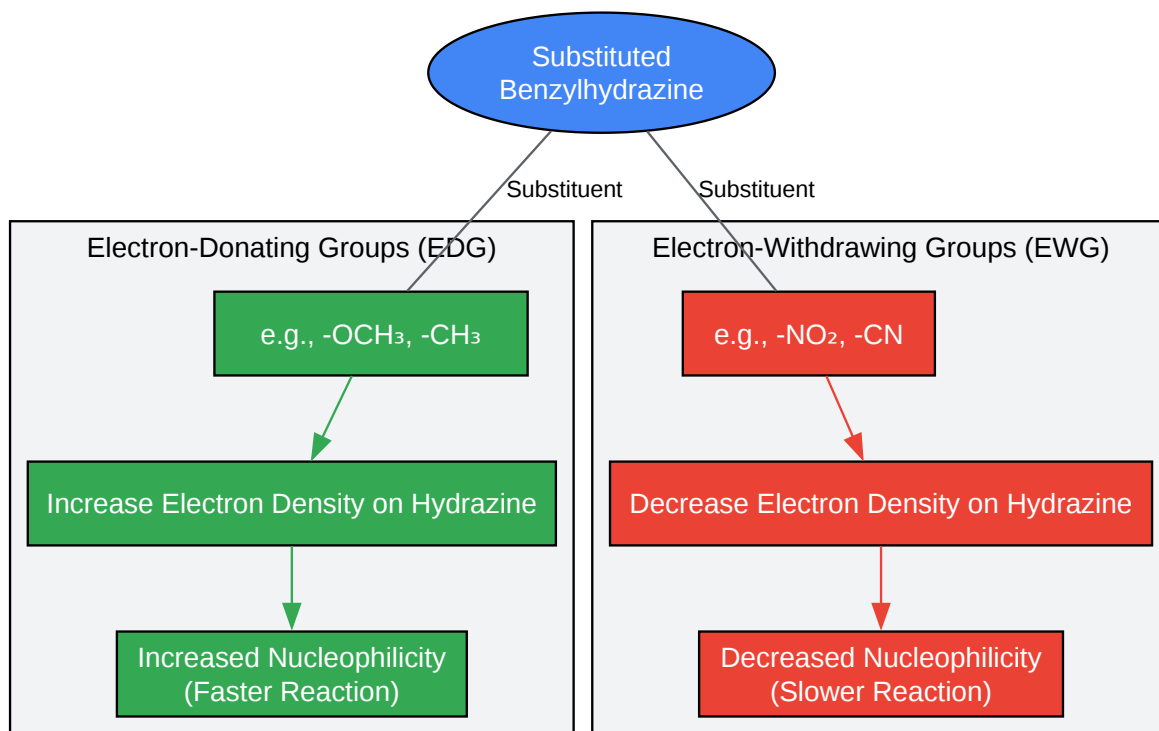 Substituted
Benzylhydrazine
Substituent
Substituent
Electron-Donating Groups (EDG)
e.g., -OCH₃, -CH₃
Increase Electron Density on Hydrazine
Increased Nucleophilicity
(Faster Reaction)
Electron-Withdrawing Groups (EWG)
e.g., -NO₂, -CN
Decrease Electron Density on Hydrazine
Decreased Nucleophilicity
(Slower Reaction)